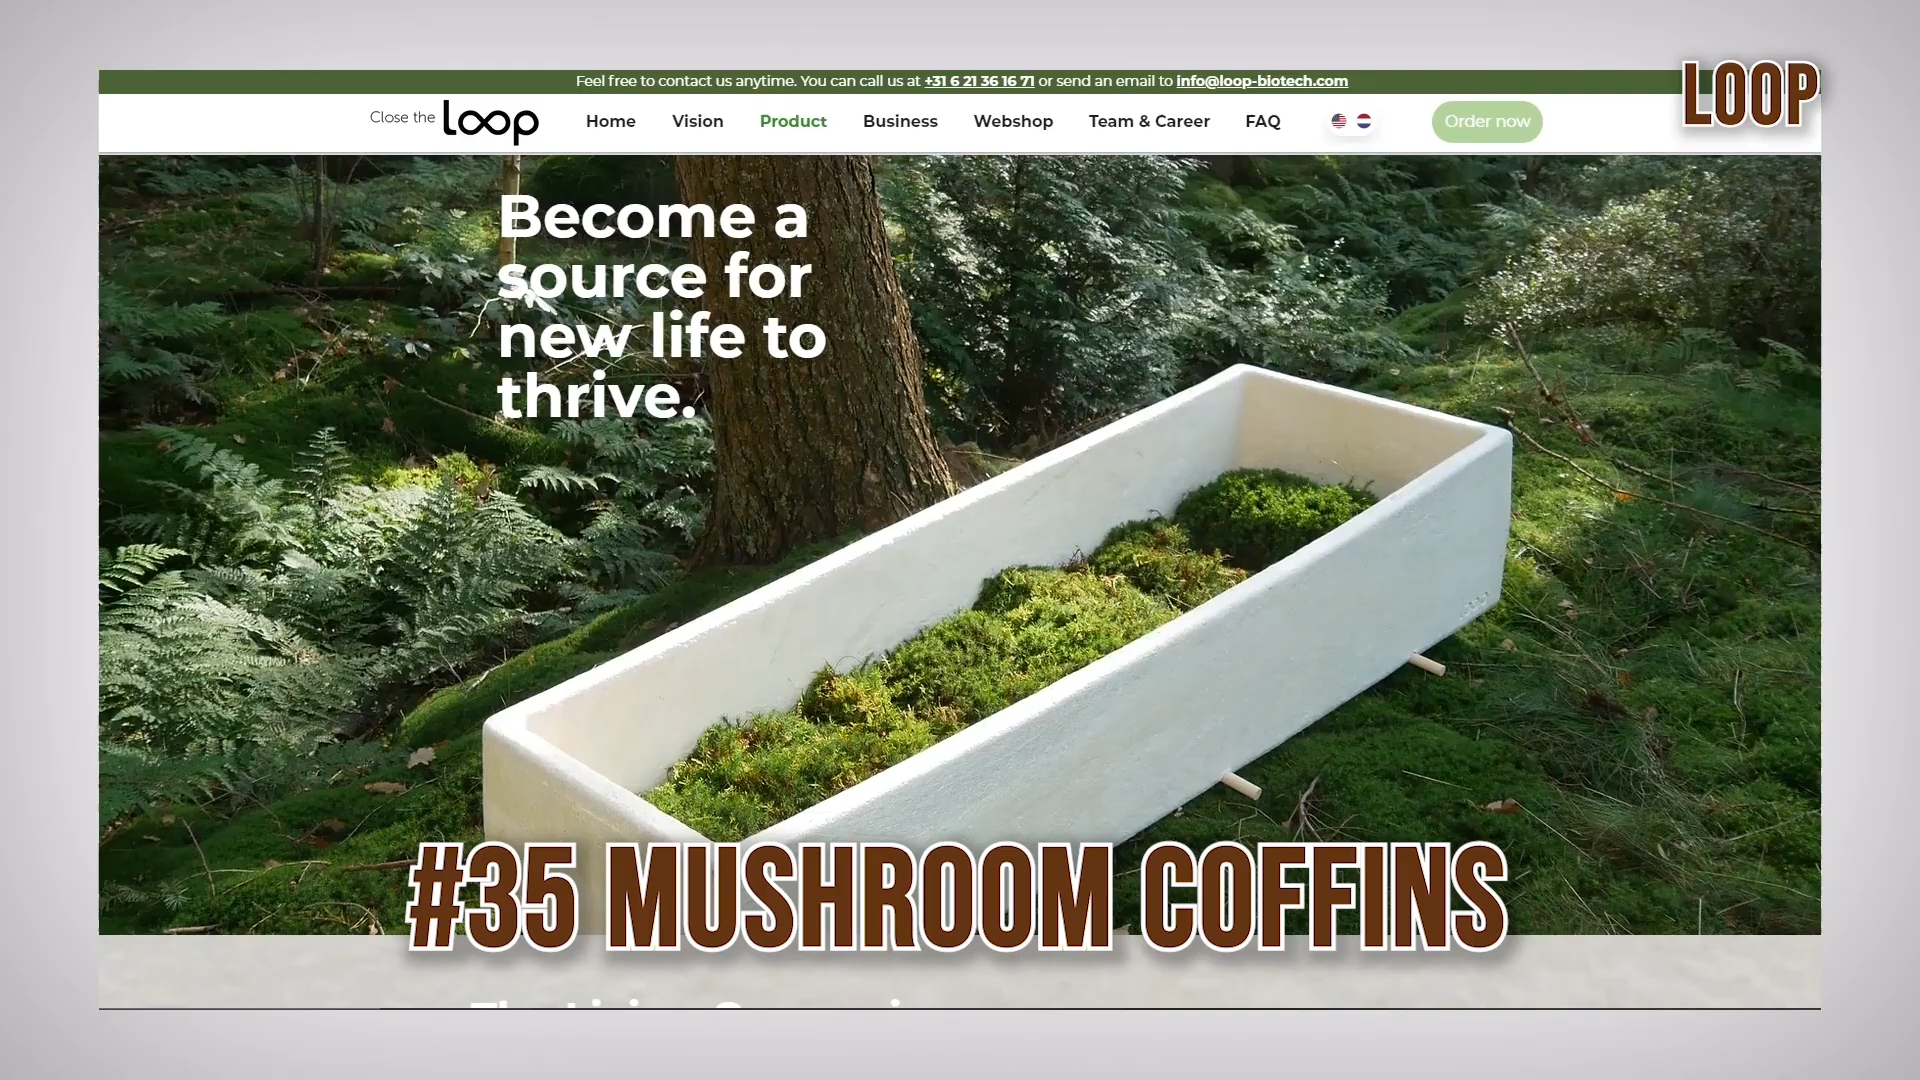 Feel free to contact us anytime. You can call us at +31 6 21 36 16 71 or send an email to info@loop-biotech.com
LOOP
Close the Loop
Home Vision Product Business Webshop Team & Career FAQ Order now
Become a
source for
new life to
thrive.
#35 MUSHROOM COFFINS